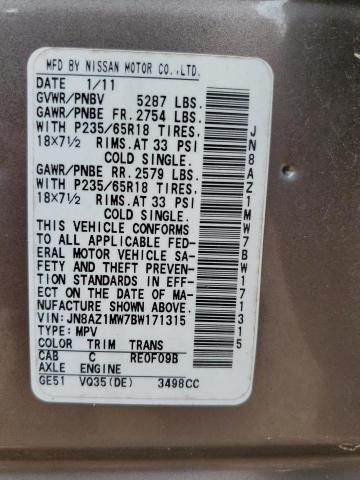 MFD BY NISSAN MOTOR CO.,LTD.
DATE 1/11
GVWR/PNBV 5287 LBS.
GAWR/PNBE FR. 2754 LBS.
WITH P235/65R18 TIRES,
18X7½ RIMS.AT 33 PSI
COLD SINGLE.
GAWR/PNBE RR. 2579 LBS.
WITH P235/65R18 TIRES,
18X7½ RIMS.AT 33 PSI
COLD SINGLE.
THIS VEHICLE CONFORMS
TO ALL APPLICABLE FED-
ERAL MOTOR VEHICLE SA-
FETY AND THEFT PREVEN-
TION STANDARDS IN EFF-
ECT ON THE DATE OF MA-
NUFACTURE SHOWN ABOVE.
VIN:JN8AZ1MW7BW171315
TYPE:MPV
COLOR TRIM TRANS
CAB C RE0F09B
AXLE ENGINE
GE51 VQ35(DE) 3498CC
JN8AZ1MW7BW171315